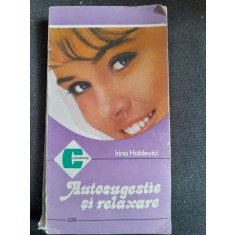 Irina Holdevici
Autosugestie
și relaxare